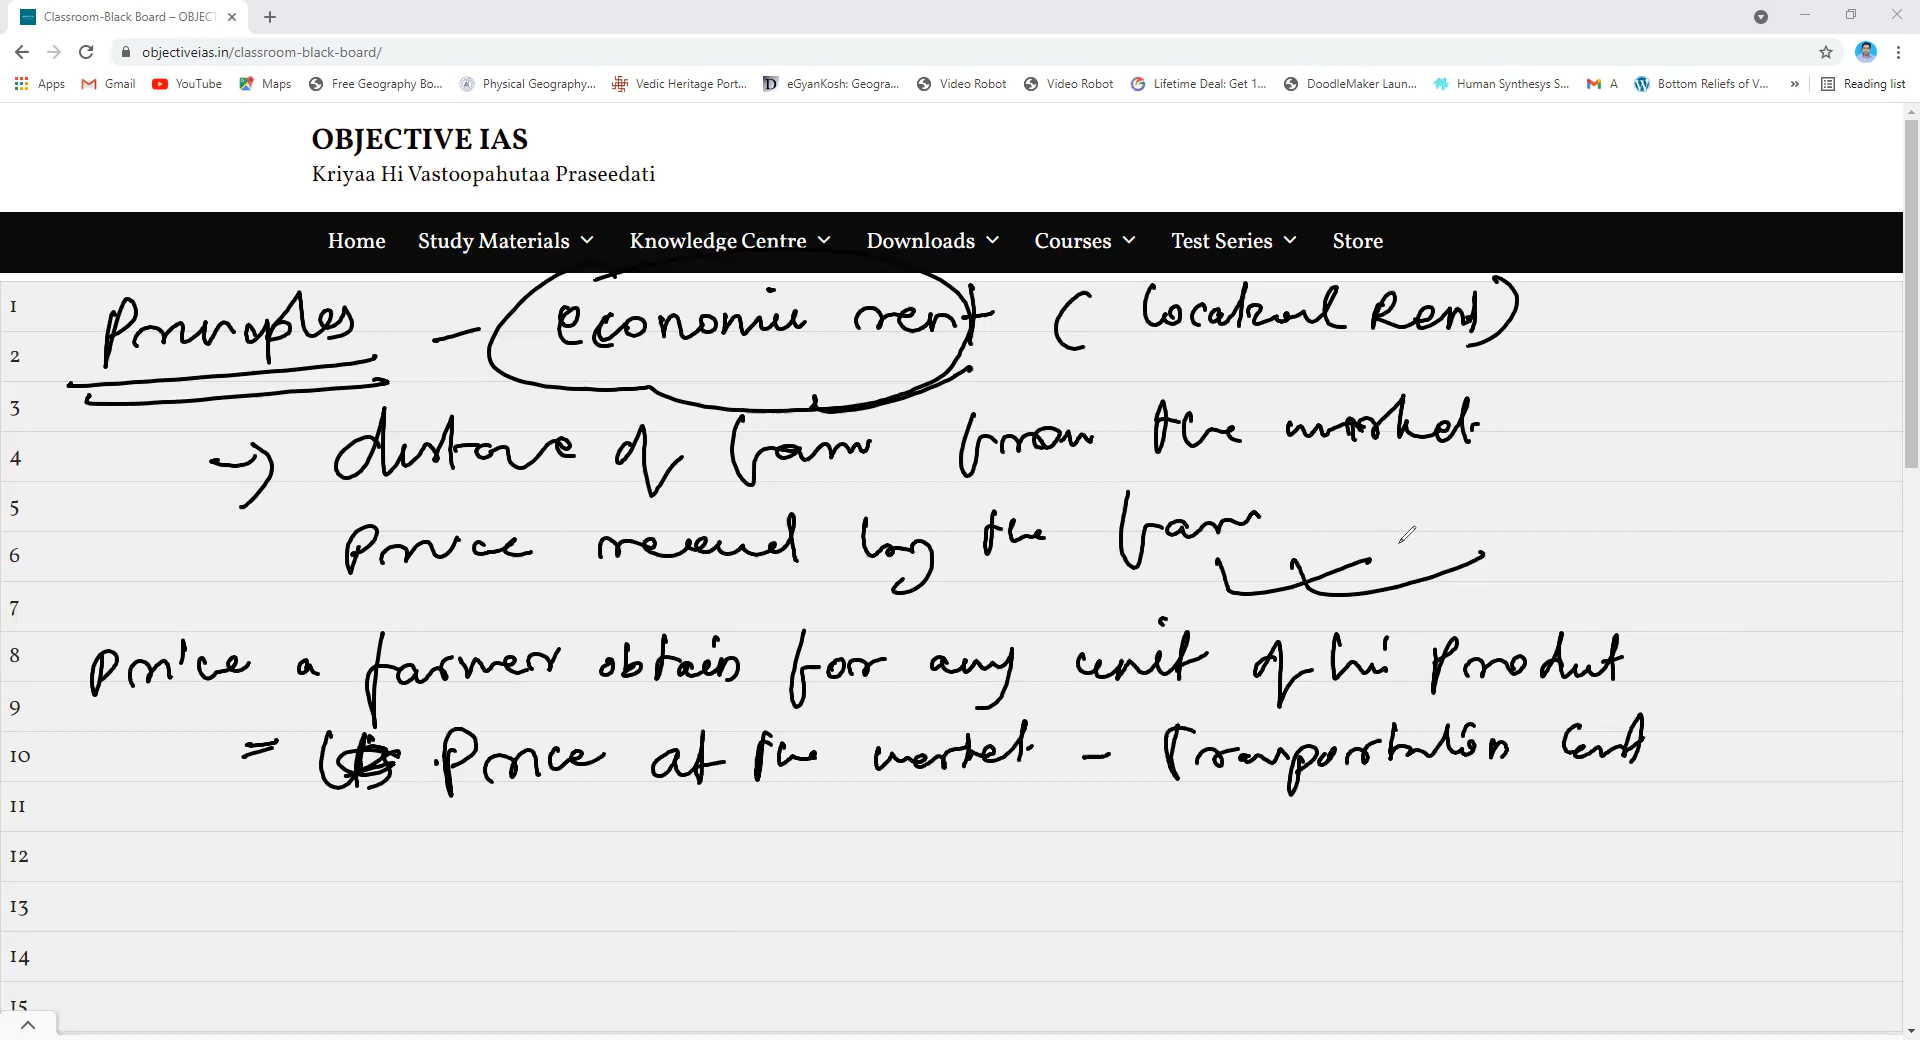 Classroom-Black Board – OBJECT
objectiveias.in/classroom-black-board/
Apps Gmail YouTube Maps Free Geography Bo... Physical Geography,... Vedic Heritage Port... eGyanKosh: Geogra... Video Robot Video Robot Lifetime Deal: Get 1... DoodleMaker Laun... Human Synthesys S... A Bottom Reliefs of V... » Reading list
OBJECTIVE IAS
Kriyaa Hi Vastoopahutaa Praseedati
Home Study Materials Knowledge Centre Downloads Courses Test Series Store
1 Principles – economic rent (Locational Rent)
2
3
4 → distance of farm from the market
5
6 Price received by the farm
7
8 Price a farmer obtain for any unit of his Product
9
10 = Price at the market – Transportation Cost
11
12
13
14
15